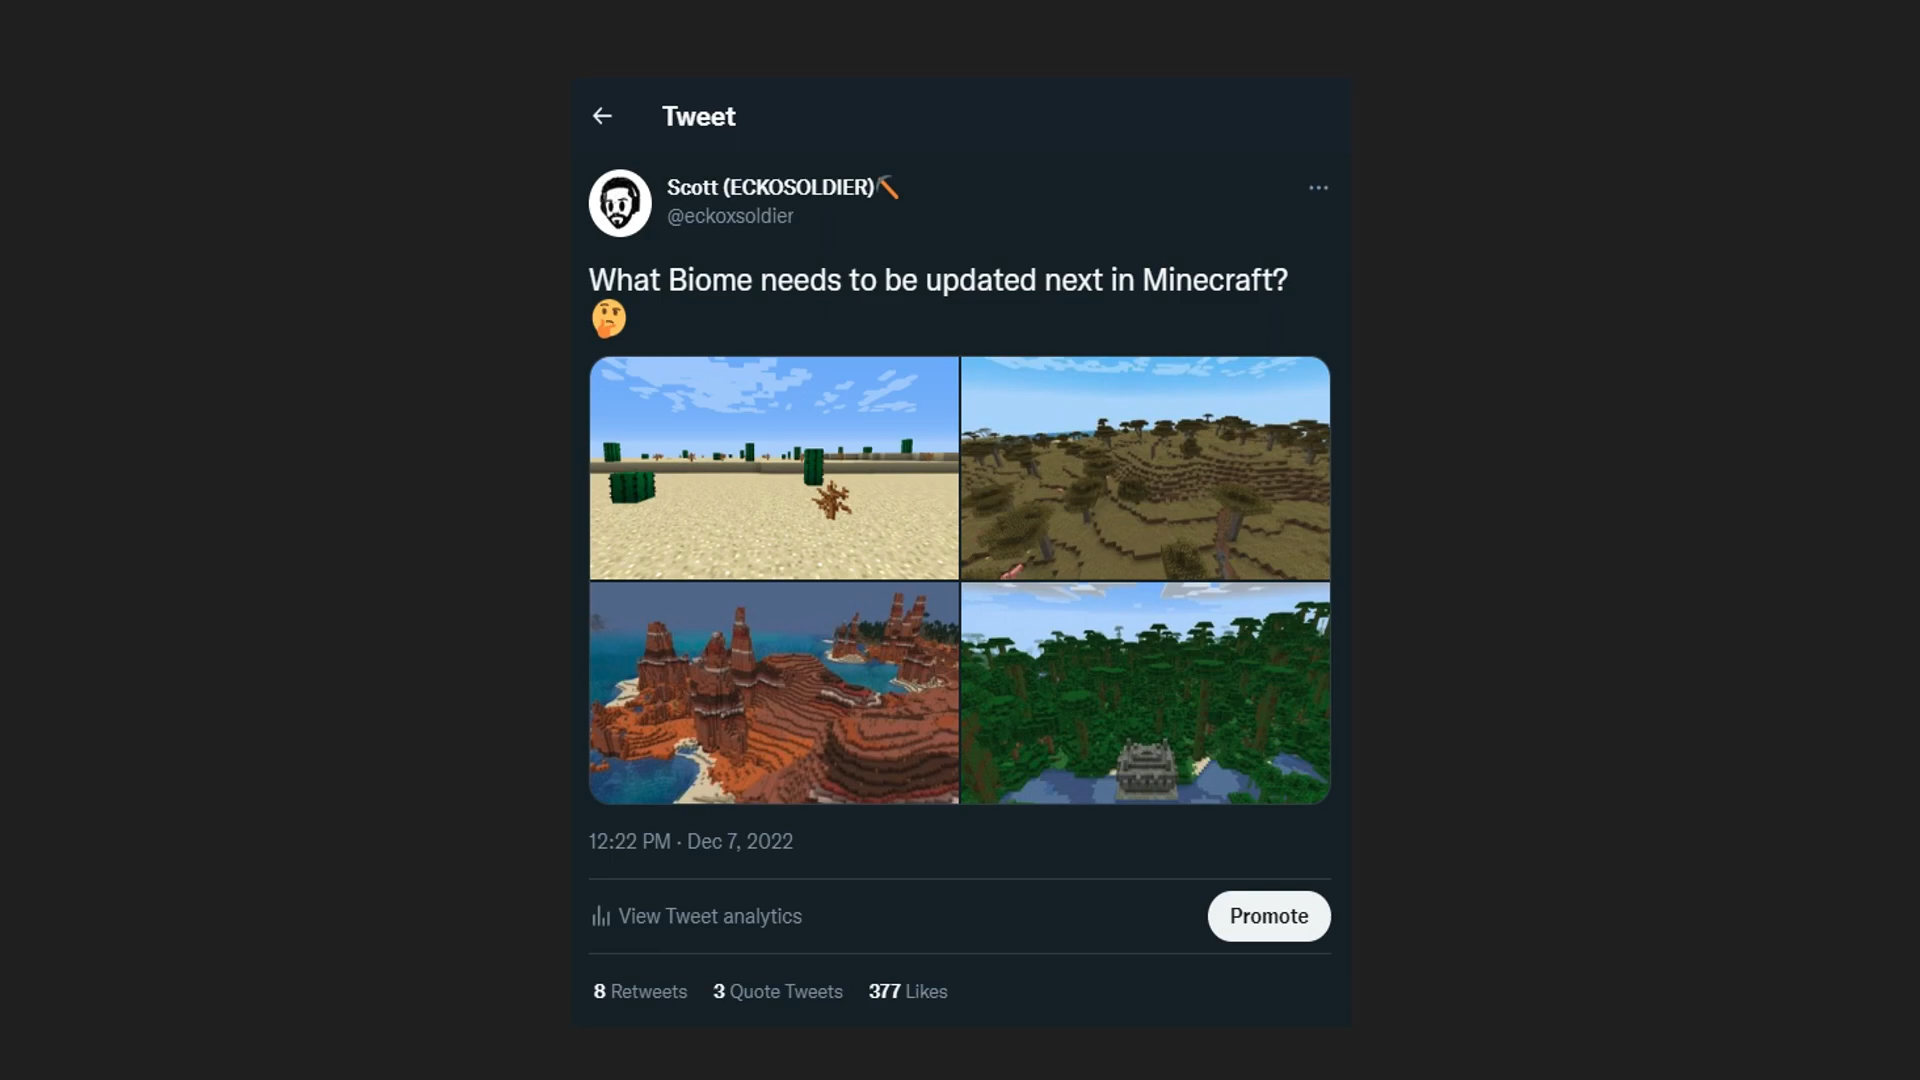 Tweet
Scott (ECKOSOLDIER)
@eckoxsoldier
What Biome needs to be updated next in Minecraft?
12:22 PM · Dec 7, 2022
View Tweet analytics
Promote
8 Retweets 3 Quote Tweets 377 Likes